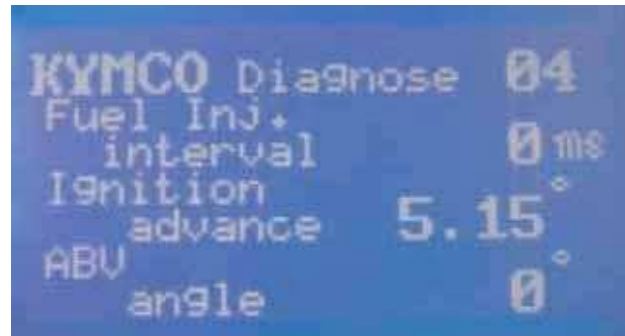 KYMCO Diagnose 04
Fuel Inj.
interval 0 ms
Ignition
advance 5.15°
ABV
angle 0°